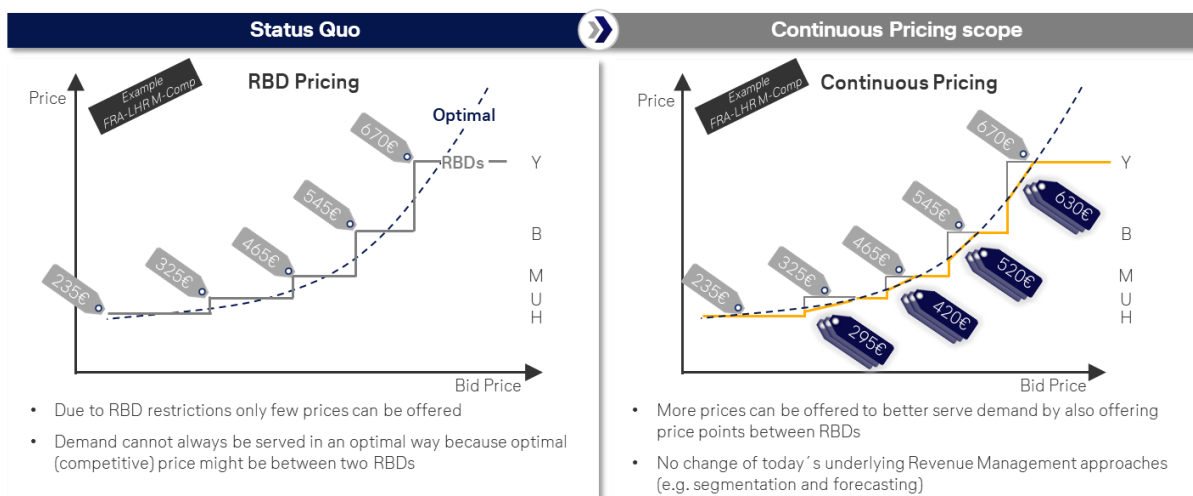 Status Quo
Continuous Pricing scope
RBD Pricing
Example
FRA-LHR M-Comp
Price
Optimal
670€
RBDs
Y
545€
B
465€
M
325€
U
235€
H
Bid Price
• Due to RBD restrictions only few prices can be offered
• Demand cannot always be served in an optimal way because optimal
(competitive) price might be between two RBDs
Continuous Pricing
Example
FRA-LHR M-Comp
Price
670€
Y
630€
545€
B
520€
465€
M
420€
325€
U
235€
H
295€
Bid Price
• More prices can be offered to better serve demand by also offering
price points between RBDs
• No change of today´s underlying Revenue Management approaches
(e.g. segmentation and forecasting)